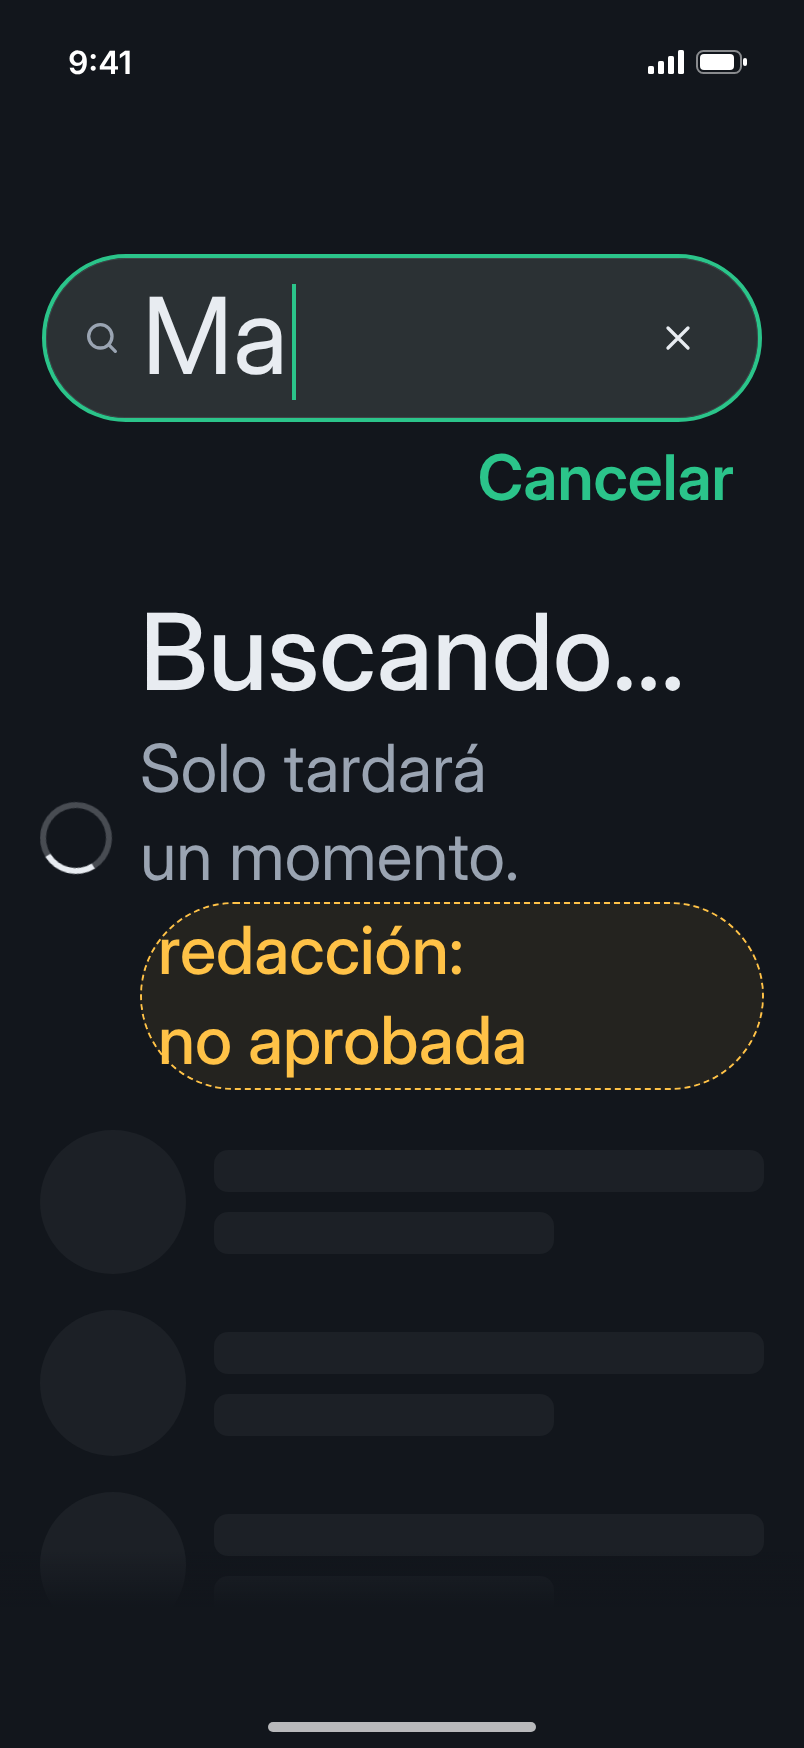 9:41
Ma
Cancelar
Buscando...
Solo tardará
un momento.
redacción:
no aprobada